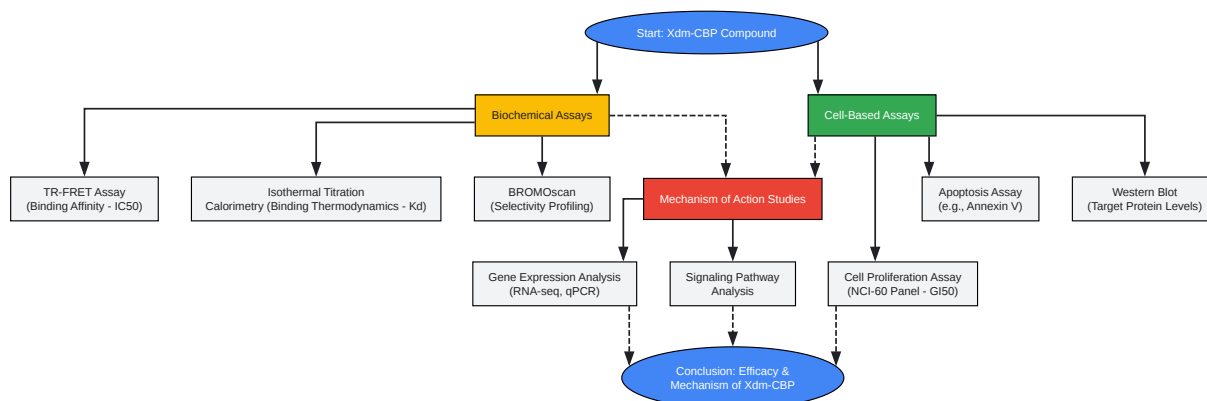 Start: Xdm-CBP Compound
Biochemical Assays
Cell-Based Assays
TR-FRET Assay
(Binding Affinity - IC50)
Isothermal Titration
Calorimetry (Binding Thermodynamics - Kd)
BROMOscan
(Selectivity Profiling)
Mechanism of Action Studies
Apoptosis Assay
(e.g., Annexin V)
Western Blot
(Target Protein Levels)
Gene Expression Analysis
(RNA-seq, qPCR)
Signaling Pathway
Analysis
Cell Proliferation Assay
(NCI-60 Panel - GI50)
Conclusion: Efficacy &
Mechanism of Xdm-CBP